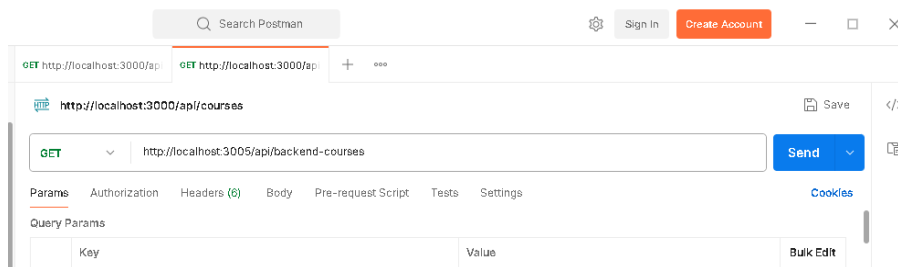 Search Postman Sign In Create Account
GET http://localhost:3000/api GET http://localhost:3000/api
HTTP http://localhost:3000/api/courses Save
GET http://localhost:3005/api/backend-courses Send
Params Authorization Headers (6) Body Pre-request Script Tests Settings Cookies
Query Params
Key Value Bulk Edit